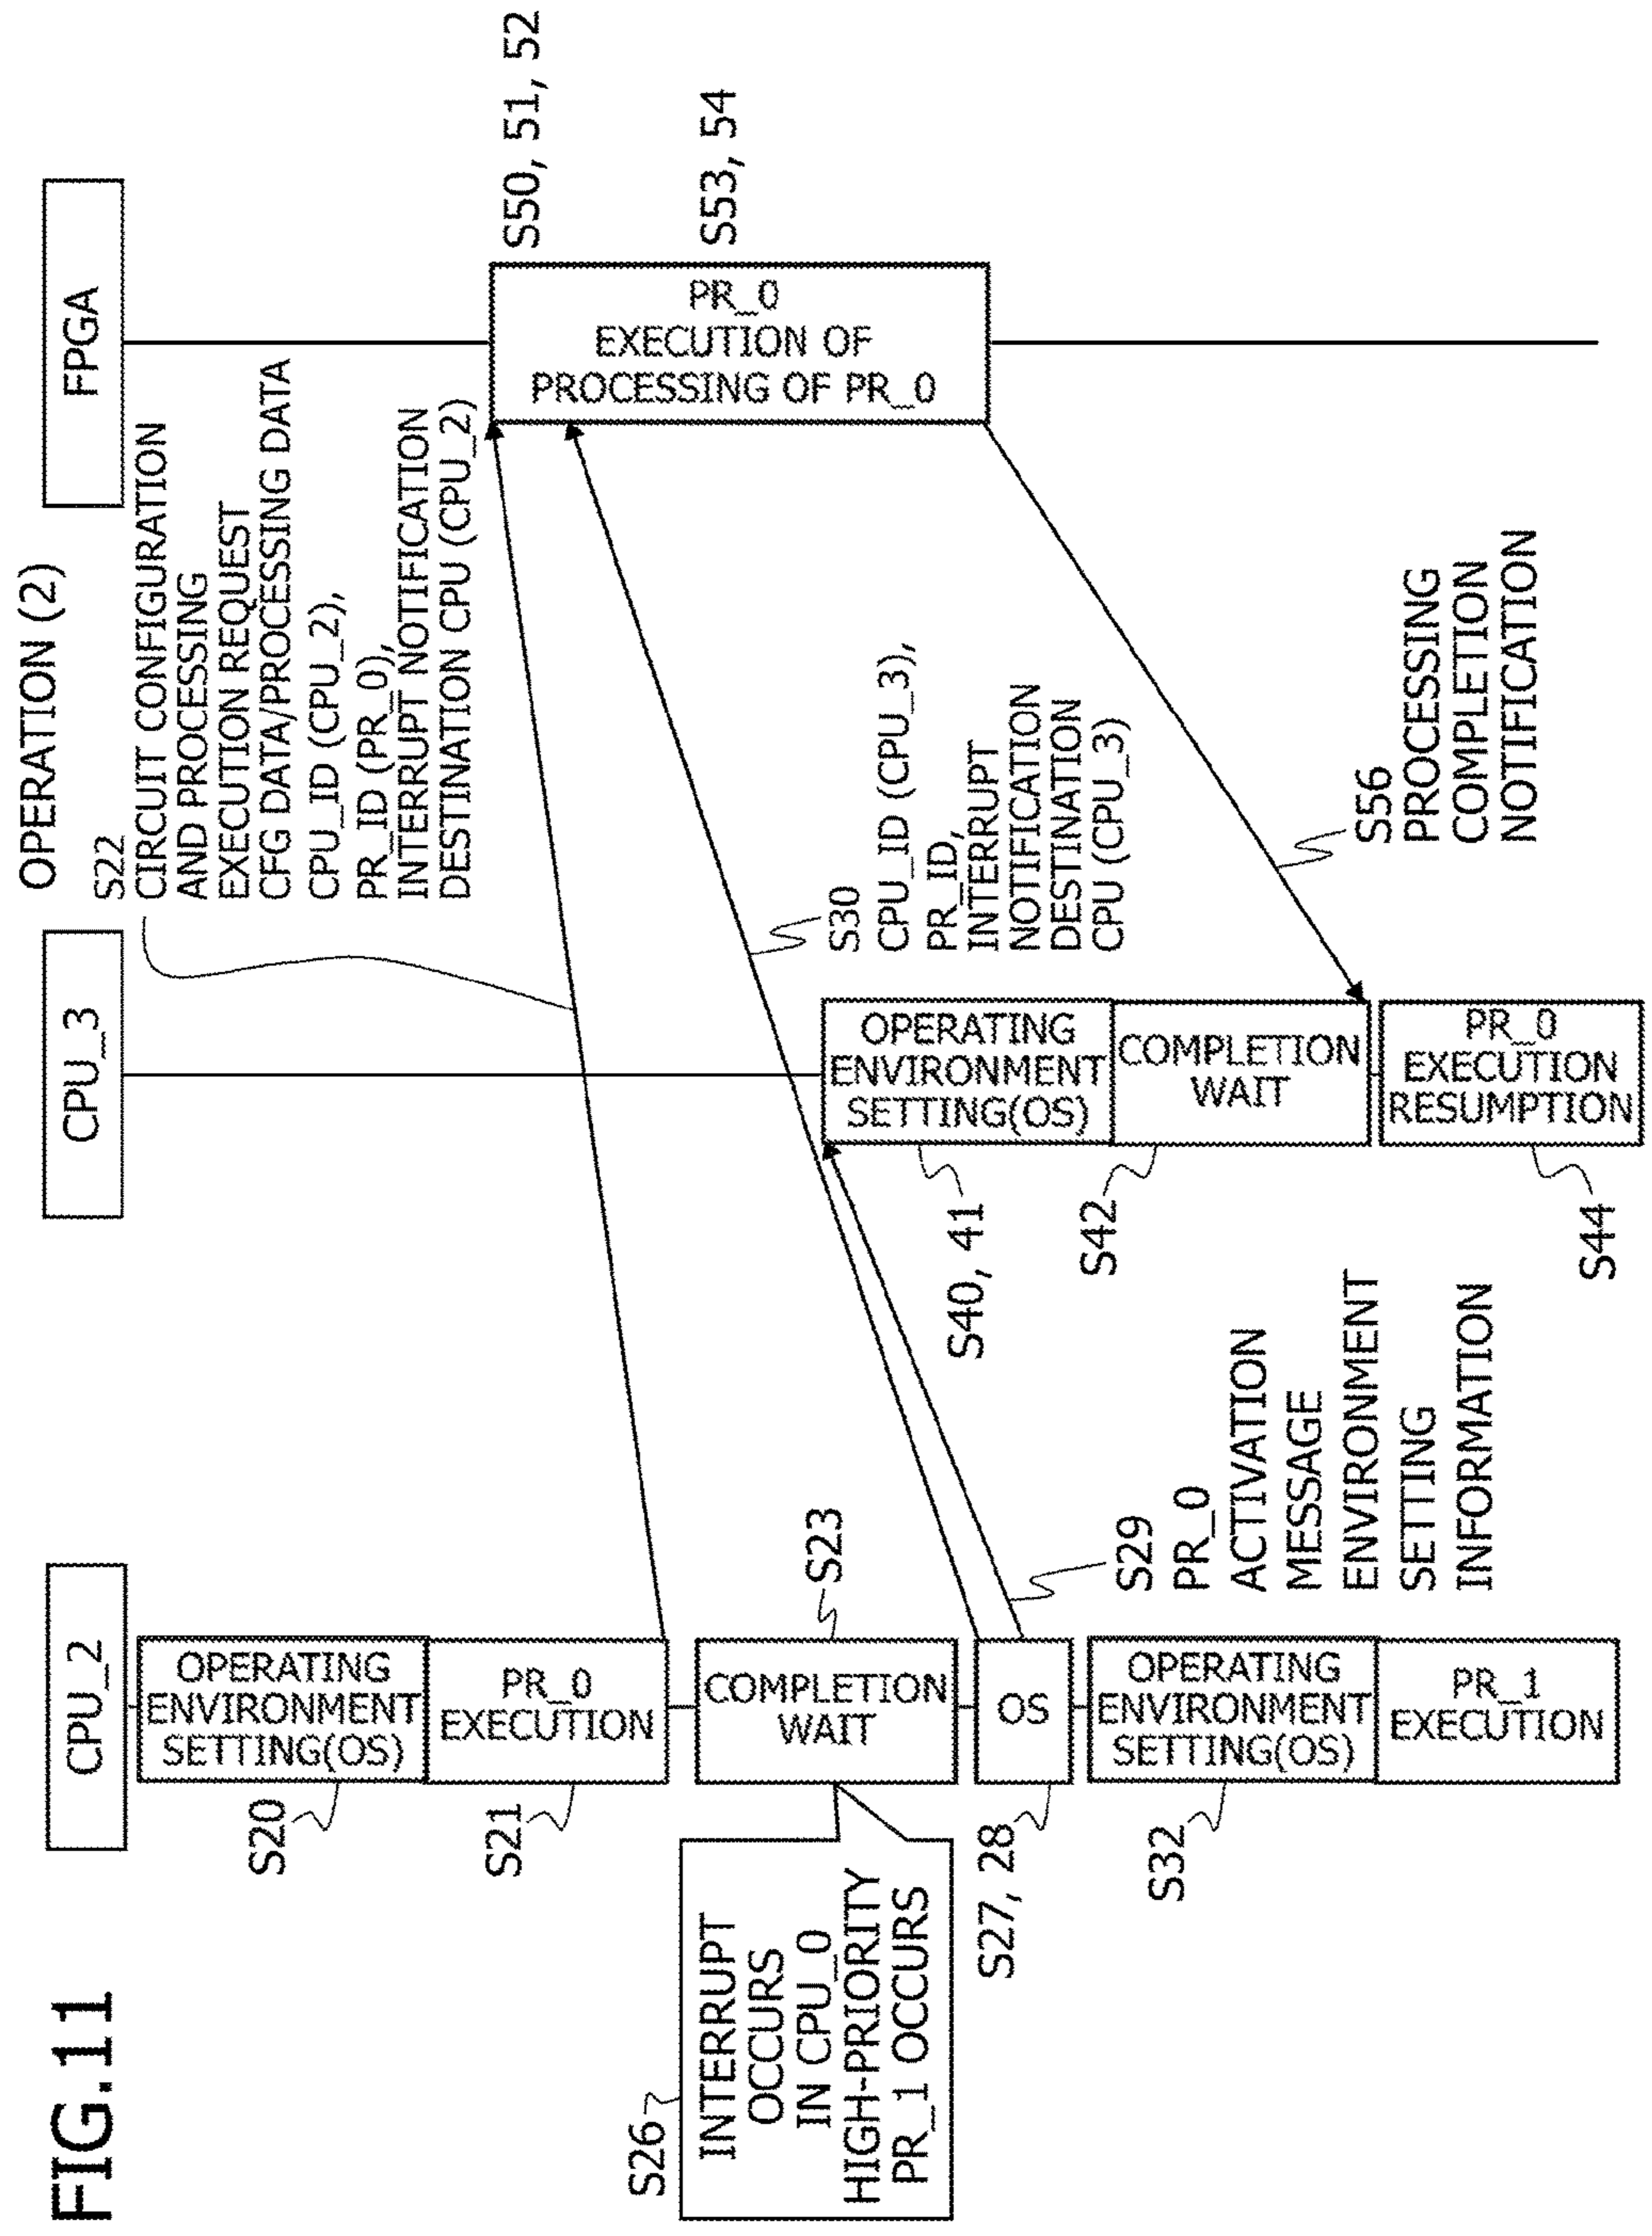 FIG.11
OPERATION (2)
CPU_2
CPU_3
FPGA
S22
CIRCUIT CONFIGURATION
AND PROCESSING
EXECUTION REQUEST
CFG DATA/PROCESSING DATA
CPU_ID (CPU_2),
PR_ID (PR_0),
INTERRUPT NOTIFICATION
DESTINATION CPU (CPU_2)
S20
OPERATING
ENVIRONMENT
SETTING(OS)
S21
PR_0
EXECUTION
S50, 51, 52
PR_0
EXECUTION OF
PROCESSING OF PR_0
S53, 54
S26
INTERRUPT
OCCURS
IN CPU_0
HIGH-PRIORITY
PR_1 OCCURS
COMPLETION
WAIT
S23
S30
CPU_ID (CPU_3),
PR_ID,
INTERRUPT
NOTIFICATION
DESTINATION
CPU (CPU_3)
S27, 28
OS
OPERATING
ENVIRONMENT
SETTING(OS)
S40, 41
COMPLETION
WAIT
S42
S29
PR_0
ACTIVATION
MESSAGE
ENVIRONMENT
SETTING
INFORMATION
S32
OPERATING
ENVIRONMENT
SETTING(OS)
PR_1
EXECUTION
S56
PROCESSING
COMPLETION
NOTIFICATION
PR_0
EXECUTION
RESUMPTION
S44